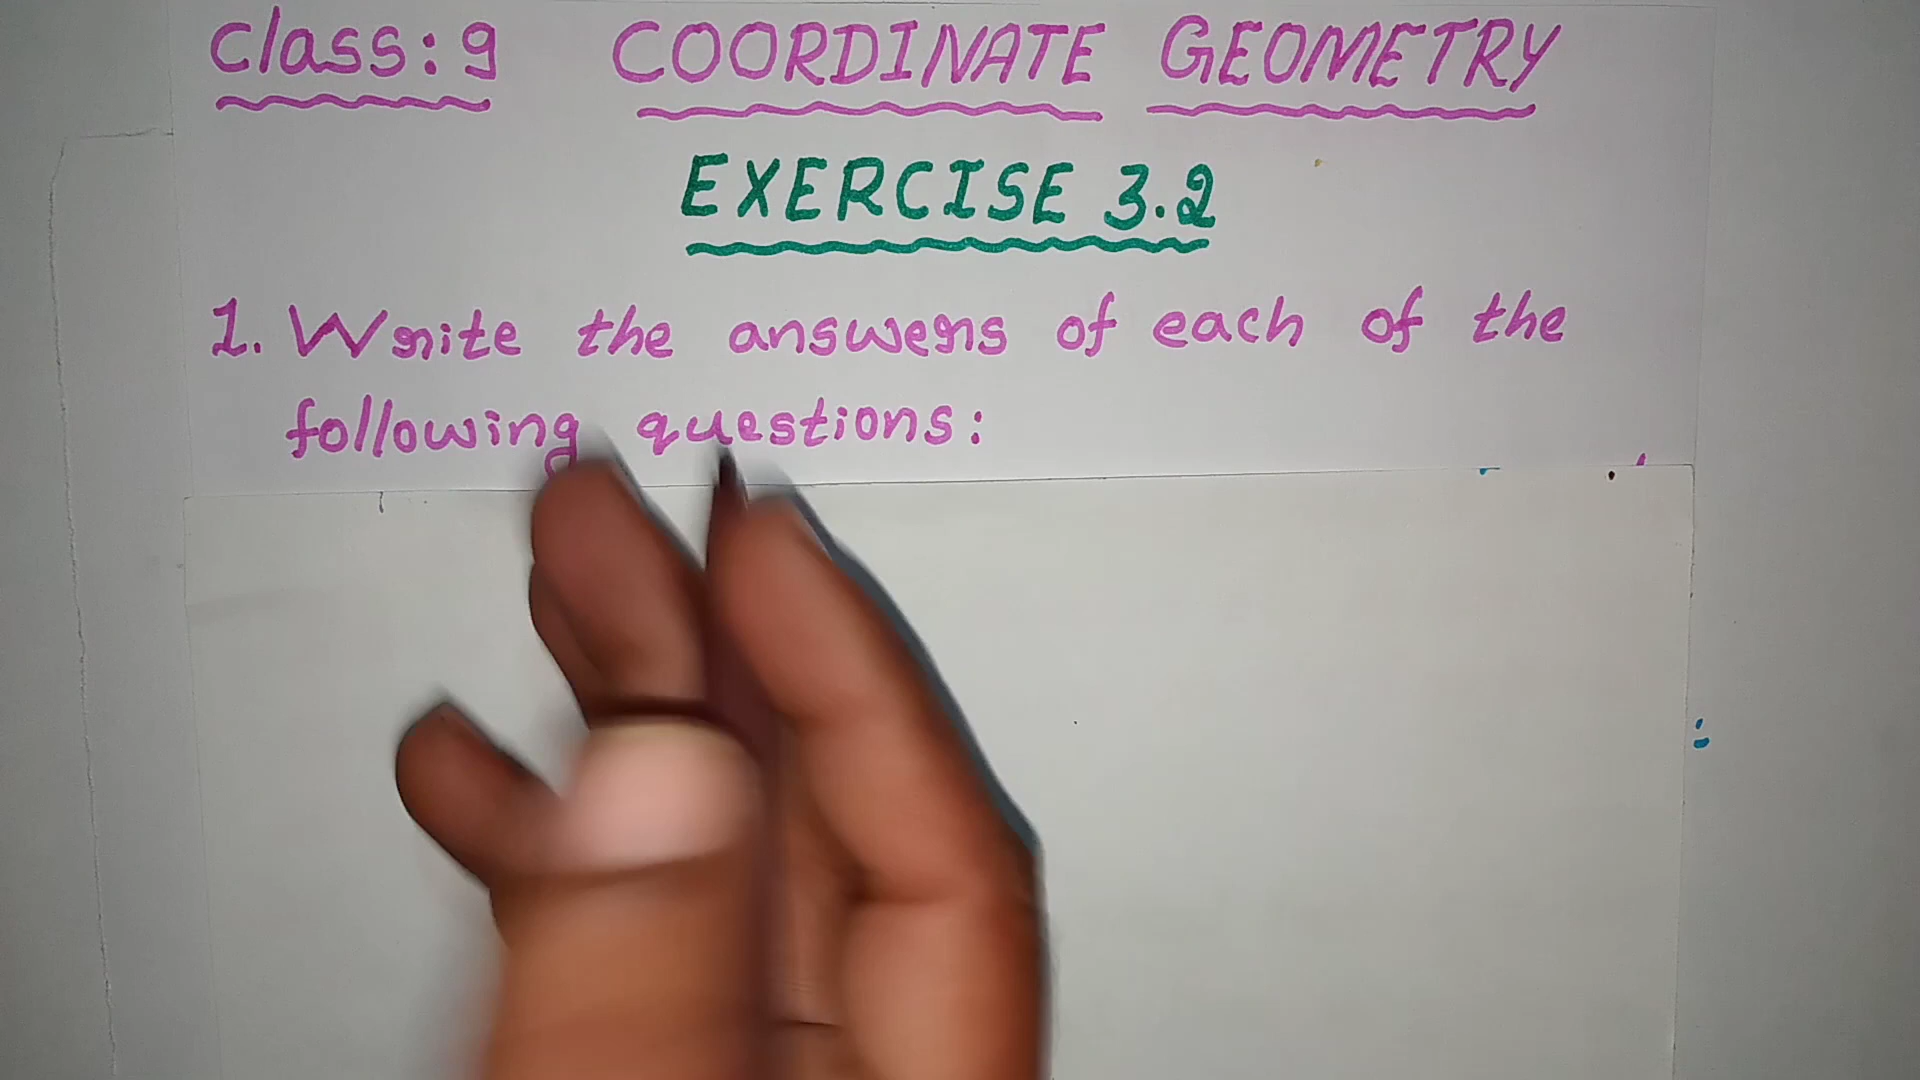 Class: 9 COORDINATE GEOMETRY
EXERCISE 3.2
1. Write the answers of each of the
following questions: